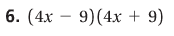 6. (4x − 9)(4x + 9)